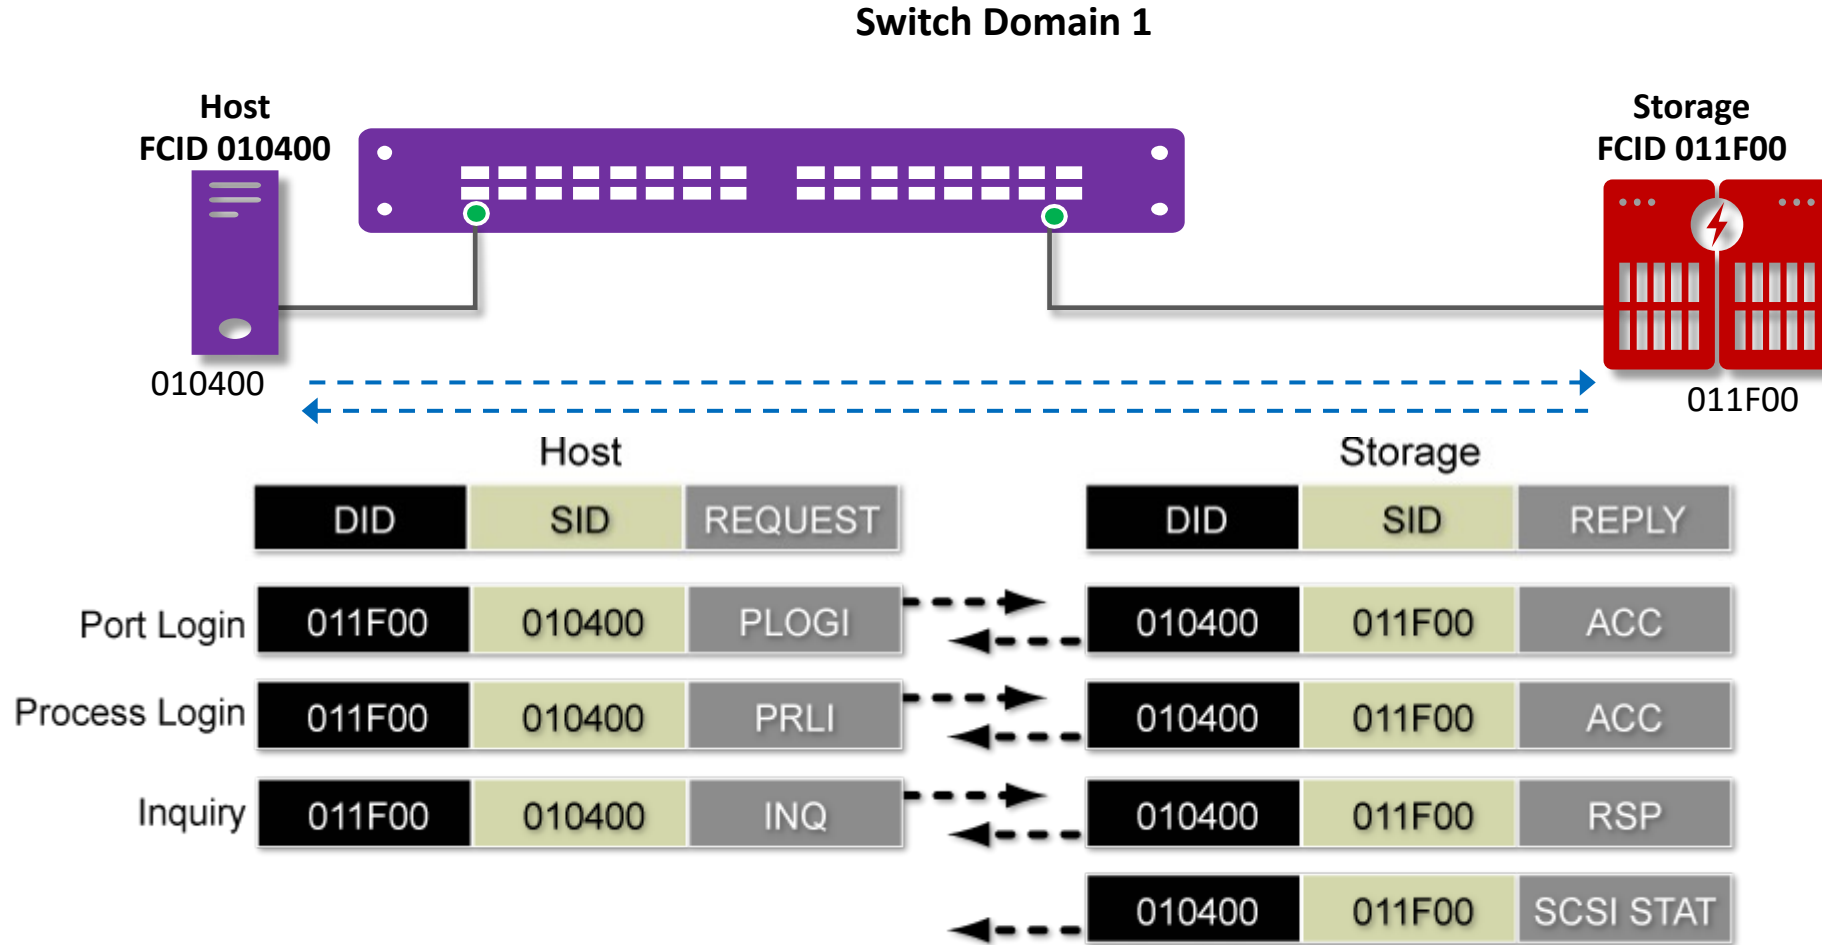 Switch Domain 1
Host
FCID 010400
Storage
FCID 011F00
010400
011F00
Host
Storage
DID SID REQUEST DID SID REPLY
Port Login 011F00 010400 PLOGI 010400 011F00 ACC
Process Login 011F00 010400 PRLI 010400 011F00 ACC
Inquiry 011F00 010400 INQ 010400 011F00 RSP
010400 011F00 SCSI STAT